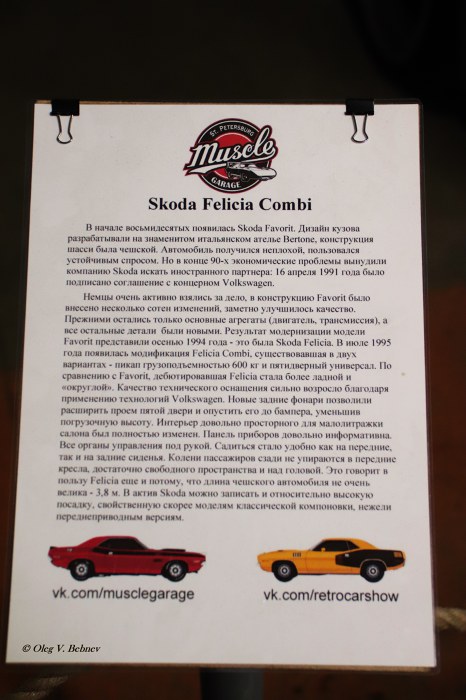 ST. PETERSBURG
Muscle
GARAGE
Skoda Felicia Combi
В начале восьмидесятых появилась Skoda Favorit. Дизайн кузова
разрабатывали на знаменитом итальянском ателье Bertone, конструкция
шасси была чешской. Автомобиль получился неплохой, пользовался
устойчивым спросом. Но в конце 90-х экономические проблемы вынудили
компанию Skoda искать иностранного партнера: 16 апреля 1991 года было
подписано соглашение с концерном Volkswagen.
Немцы очень активно взялись за дело, в конструкцию Favorit было
внесено несколько сотен изменений, заметно улучшилось качество.
Прежними остались только основные агрегаты (двигатель, трансмиссия), а
все остальные детали были новыми. Результат модернизации модели
Favorit представили осенью 1994 года - это была Skoda Felicia. В июле 1995
года появилась модификация Felicia Combi, существовавшая в двух
вариантах - пикап грузоподъемностью 600 кг и пятидверный универсал. По
сравнению с Favorit, дебютировавшая Felicia стала более ладной и
«округлой». Качество технического оснащения сильно возросло благодаря
применению технологий Volkswagen. Новые задние фонари позволили
расширить проем пятой двери и опустить его до бампера, уменьшив
погрузочную высоту. Интерьер довольно просторного для малолитражки
салона был полностью изменен. Панель приборов довольно информативна.
Все органы управления под рукой. Садиться стало удобно как на передние,
так и на задние сиденья. Колени пассажиров сзади не упираются в передние
кресла, достаточно свободного пространства и над головой. Это говорит в
пользу Felicia еще и потому, что длина чешского автомобиля не очень
велика - 3,8 м. В актив Skoda можно записать и относительно высокую
посадку, свойственную скорее моделям классической компоновки, нежели
переднеприводным версиям.
vk.com/musclegarage
vk.com/retrocarshow
© Oleg V. Bebnev